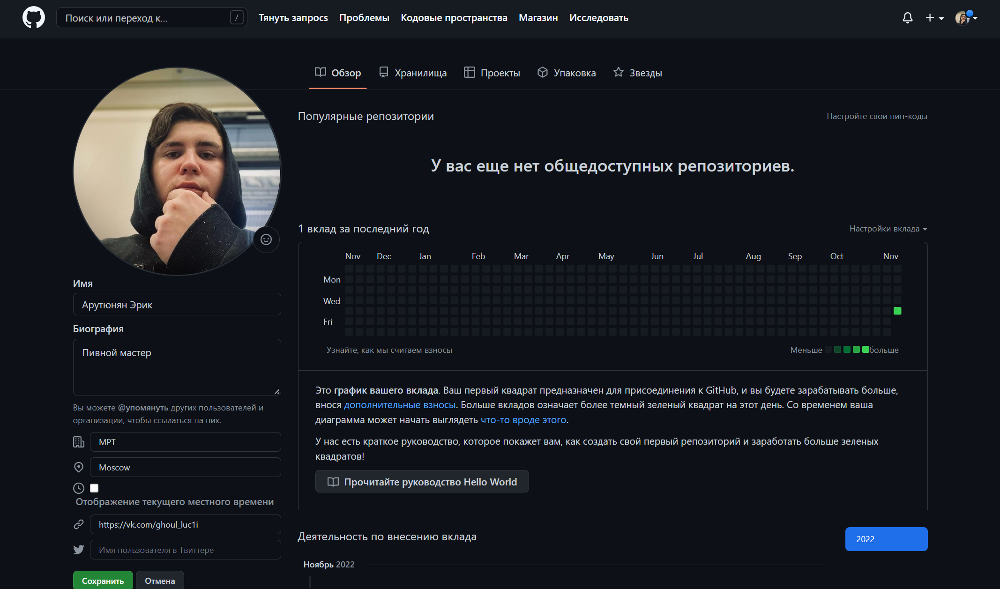 Поиск или переход к...
/
Тянуть запросs
Проблемы
Кодовые пространства
Магазин
Исследовать
Обзор
Хранилища
Проекты
Упаковка
Звезды
Имя
Арутюнян Эрик
Биография
Пивной мастер
Вы можете @упомянуть других пользователей и
организации, чтобы ссылаться на них.
МРТ
Moscow
Отображение текущего местного времени
https://vk.com/ghoul_luc1i
Имя пользователя в Твиттере
Сохранить
Отмена
Популярные репозитории
Настройте свои пин-коды
У вас еще нет общедоступных репозиториев.
1 вклад за последний год
Настройки вклада
Nov Dec Jan Feb Mar Apr May Jun Jul Aug Sep Oct Nov
Mon
Wed
Fri
Узнайте, как мы считаем взносы
Меньше больше
Это график вашего вклада. Ваш первый квадрат предназначен для присоединения к GitHub, и вы будете зарабатывать больше,
внося дополнительные взносы. Больше вкладов означает более темный зеленый квадрат на этот день. Со временем ваша
диаграмма может начать выглядеть что-то вроде этого.
У нас есть краткое руководство, которое покажет вам, как создать свой первый репозиторий и заработать больше зеленых
квадратов!
Прочитайте руководство Hello World
Деятельность по внесению вклада
2022
Ноябрь 2022